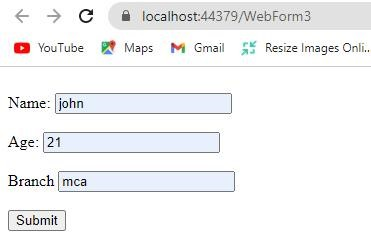 localhost:44379/WebForm3
YouTube Maps Gmail Resize Images Onli...
Name: john
Age: 21
Branch mca
Submit